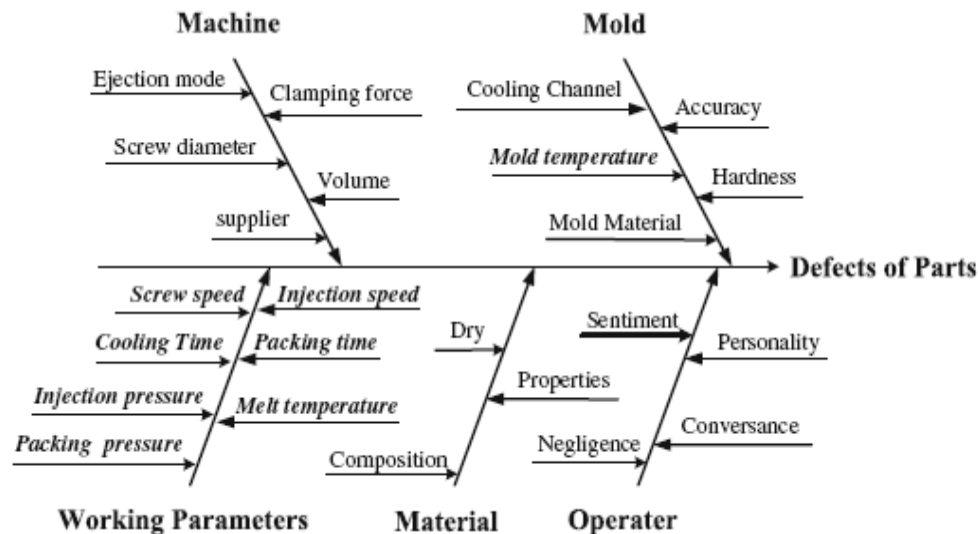 Machine
Mold
Ejection mode
Clamping force
Screw diameter
Volume
supplier
Cooling Channel
Accuracy
Mold temperature
Hardness
Mold Material
Defects of Parts
Screw speed
Injection speed
Cooling Time
Packing time
Injection pressure
Melt temperature
Packing pressure
Dry
Properties
Composition
Sentiment
Personality
Conversance
Negligence
Working Parameters
Material
Operater